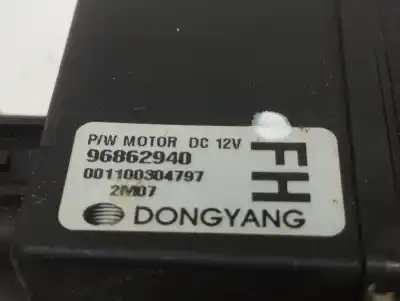 P/W MOTOR DC 12V
96862940
001100304797
2M07
DONGYANG
FH